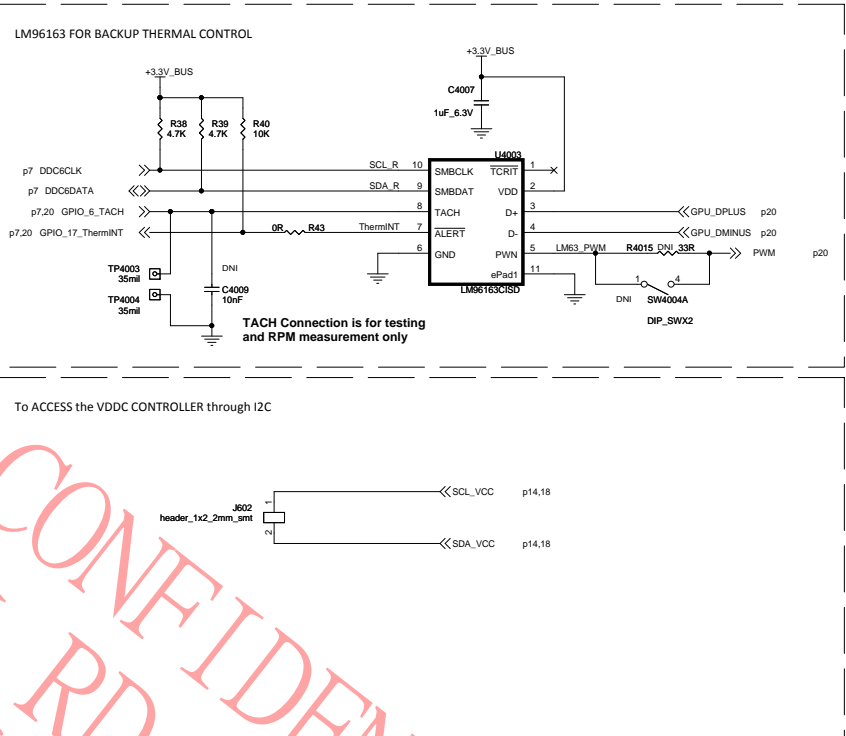 LM96163 FOR BACKUP THERMAL CONTROL
+3.3V_BUS
+3.3V_BUS
C4007
1uF_6.3V
R38
4.7K
R39
4.7K
R40
10K
U4003
p7 DDC6CLK
SCL_R 10 SMBCLK
TCRIT 1
p7 DDC6DATA
SDA_R 9 SMBDAT
VDD 2
p7,20 GPIO_6_TACH
8 TACH
D+ 3
GPU_DPLUS p20
p7,20 GPIO_17_ThermINT
0R R43
ThermINT 7 ALERT
D- 4
GPU_DMINUS p20
6 GND
PWN 5
LM63_PWM
R4015 DNI 33R
PWM p20
ePad1 11
LM96163CISD
1 4
DNI SW4004A
DIP_SWX2
TP4003
35mil
TP4004
35mil
DNI
C4009
10nF
TACH Connection is for testing
and RPM measurement only
To ACCESS the VDDC CONTROLLER through I2C
J602
header_1x2_2mm_smt
1
2
SCL_VCC p14,18
SDA_VCC p14,18